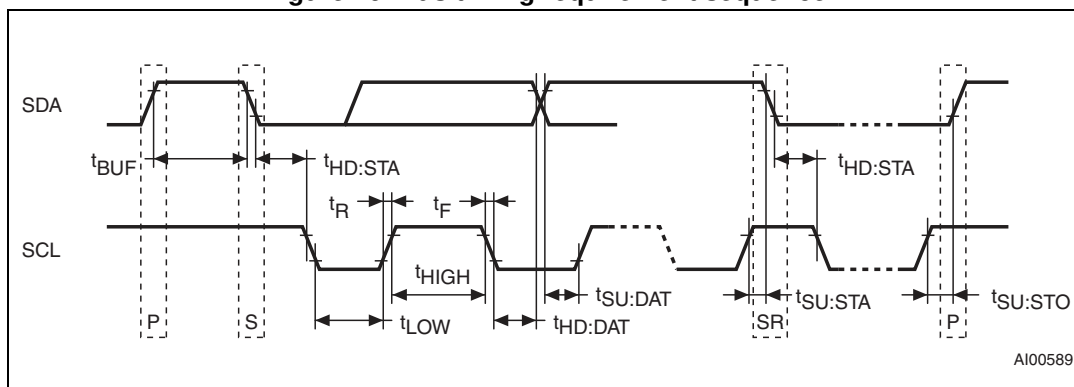 SDA
tBUF
tHD:STA
tHD:STA
tR
tF
SCL
tHIGH
tSU:DAT
tSU:STA
tSU:STO
tLOW
tHD:DAT
P
S
SR
P
AI00589